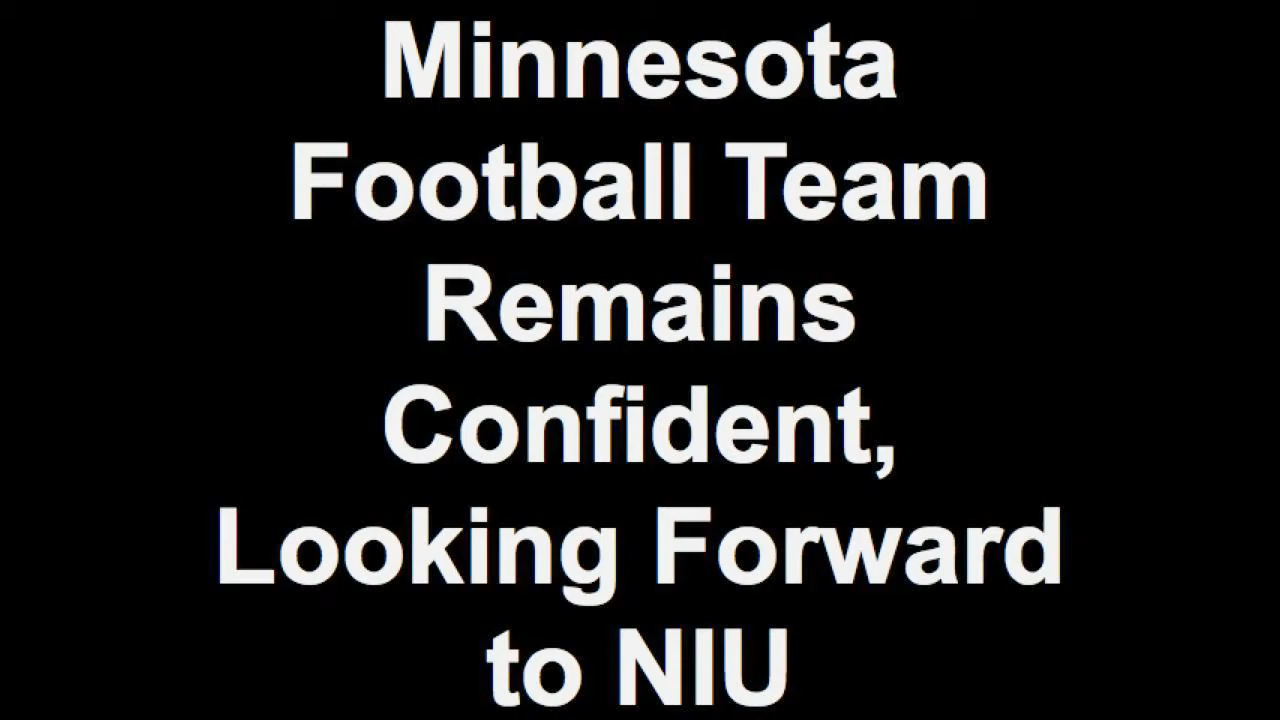 Minnesota
Football Team
Remains
Confident,
Looking Forward
to NIU